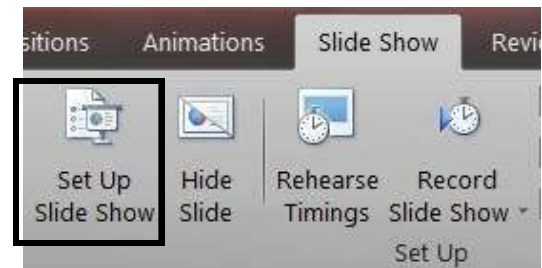 sitions Animations Slide Show Revi
Set Up Hide Rehearse Record
Slide Show Slide Timings Slide Show
Set Up